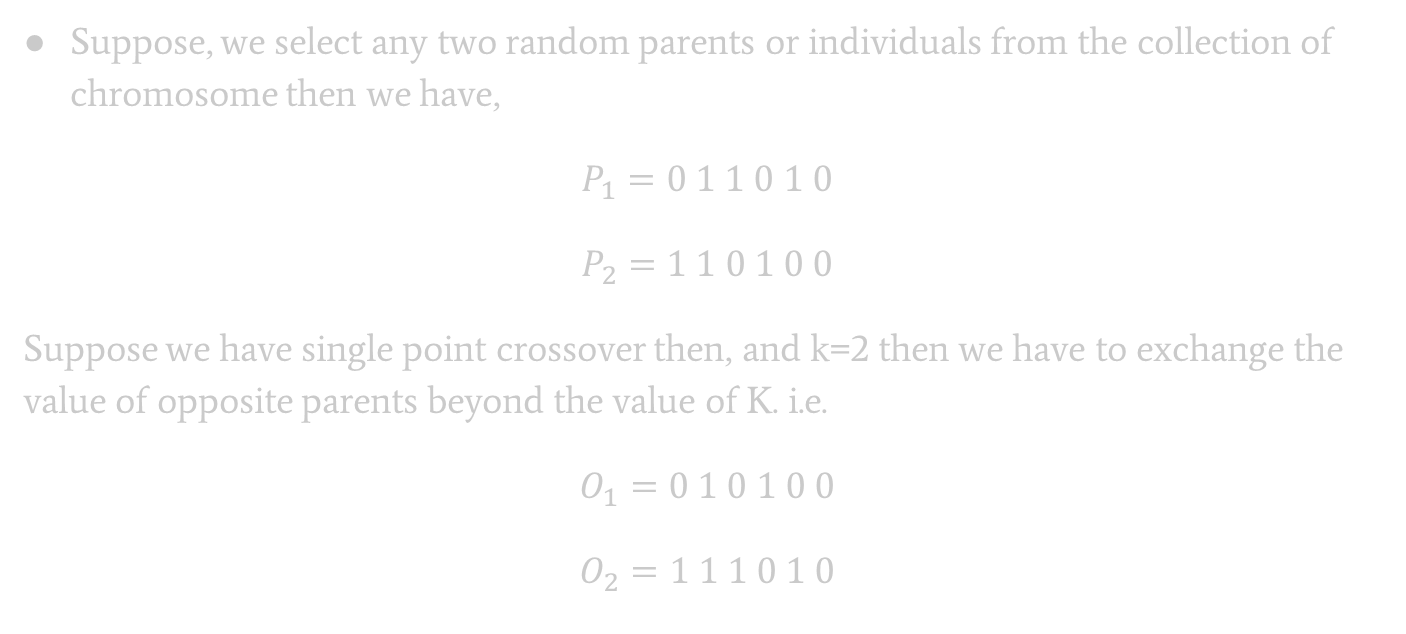 ● Suppose, we select any two random parents or individuals from the collection of
chromosome then we have,
P₁ = 0 1 1 0 1 0
P₂ = 1 1 0 1 0 0
Suppose we have single point crossover then, and k=2 then we have to exchange the
value of opposite parents beyond the value of K. i.e.
O₁ = 0 1 0 1 0 0
O₂ = 1 1 1 0 1 0